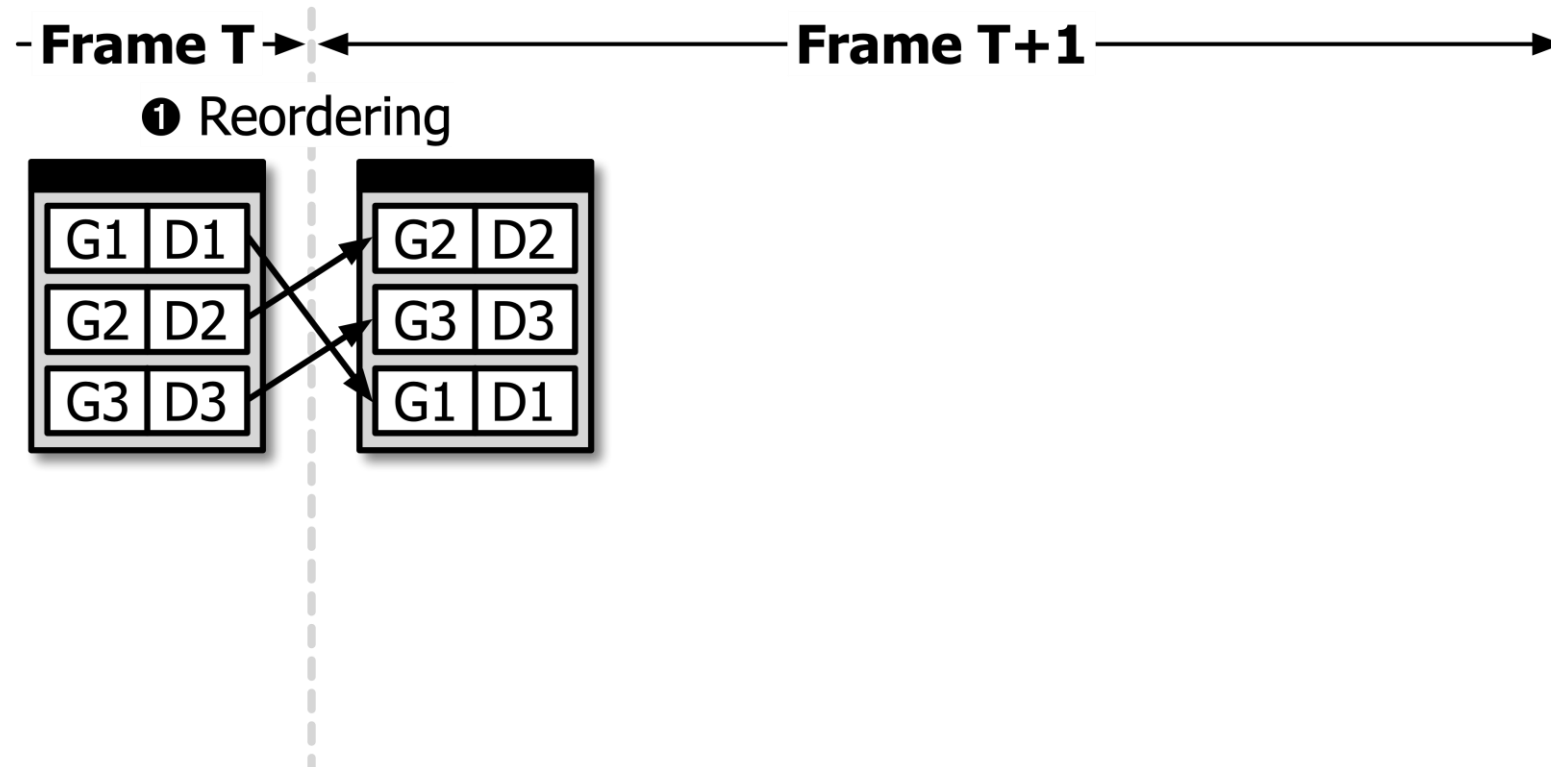 Frame T Frame T+1
❶ Reordering
G1 D1 G2 D2
G2 D2 G3 D3
G3 D3 G1 D1